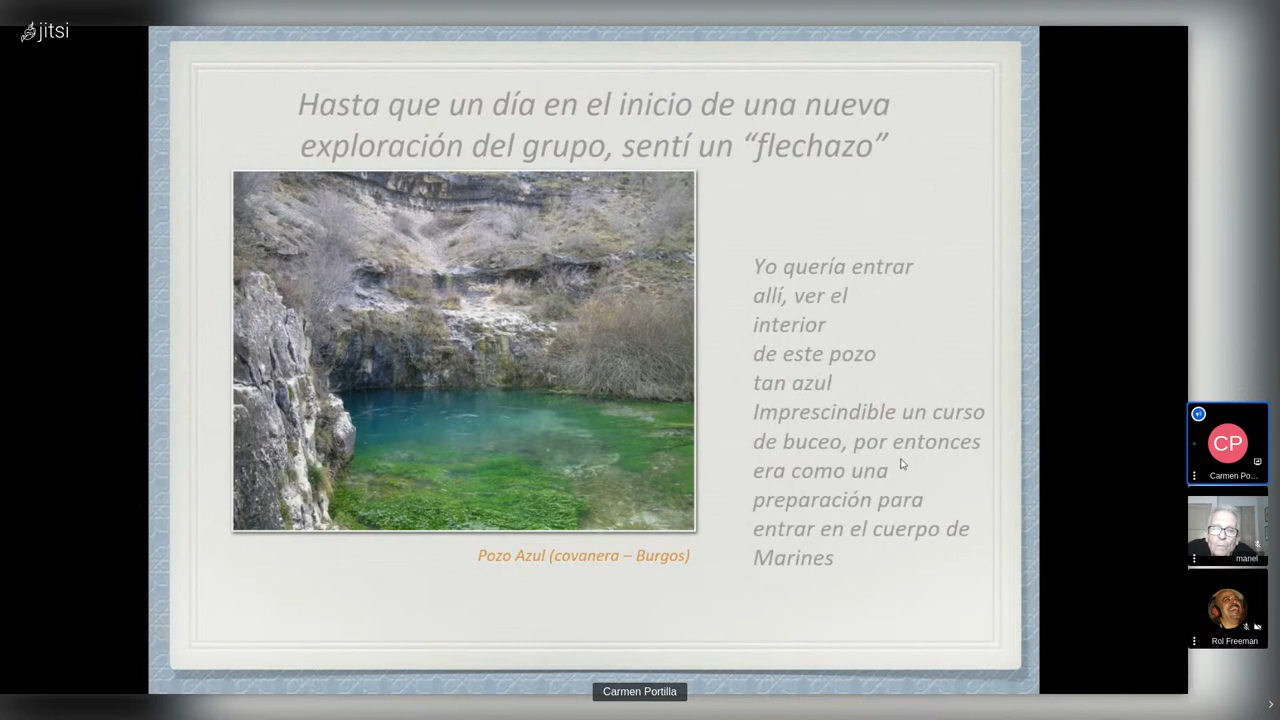 jitsi
Hasta que un día en el inicio de una nueva
exploración del grupo, sentí un “flechazo”
Yo quería entrar
allí, ver el
interior
de este pozo
tan azul
Imprescindible un curso
de buceo, por entonces
era como una
preparación para
entrar en el cuerpo de
Marines
Pozo Azul (covanera – Burgos)
CP
Carmen Po...
manel
Rol Freeman
Carmen Portilla